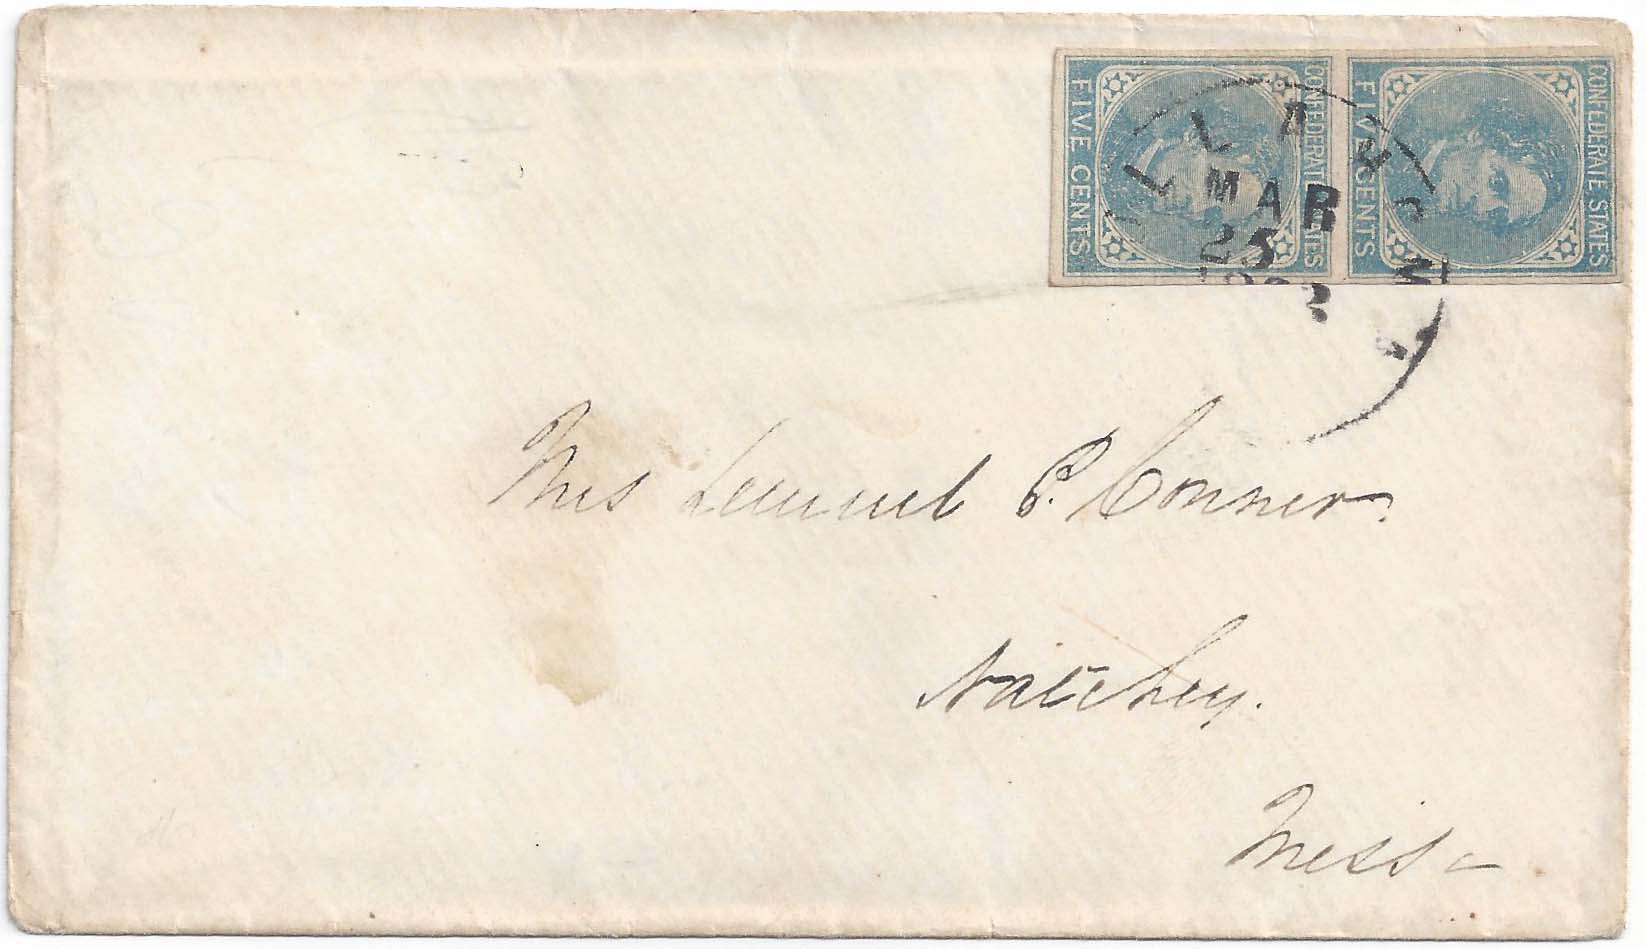 FIVE CENTS
CONFEDERATE STATES
FIVE CENTS
CONFEDERATE STATES
MAR
25
Mrs Lemuel P. Conner.
Natchez.
Miss-